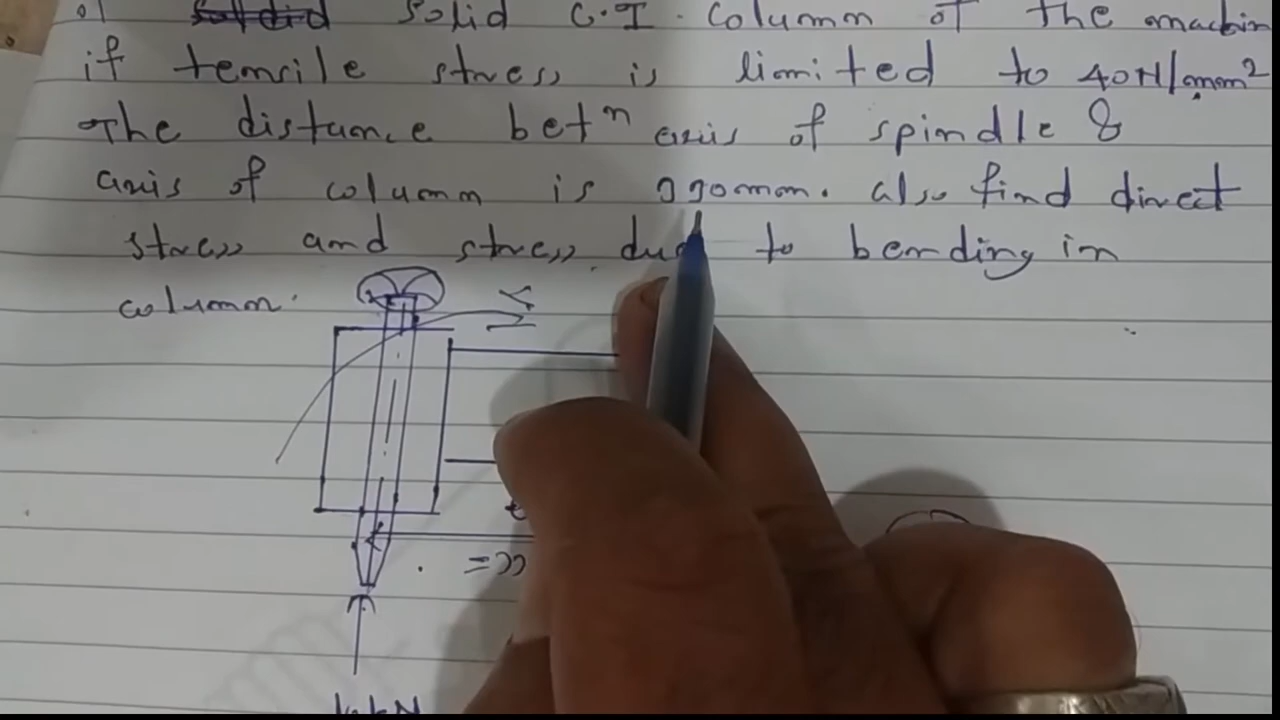 of solid C.I. column of the machin
if tensile stress is limited to 40N/mm²
The distance betⁿ axis of spindle &
axis of column is mm. also find direct
stress and stress due to bending in
column.